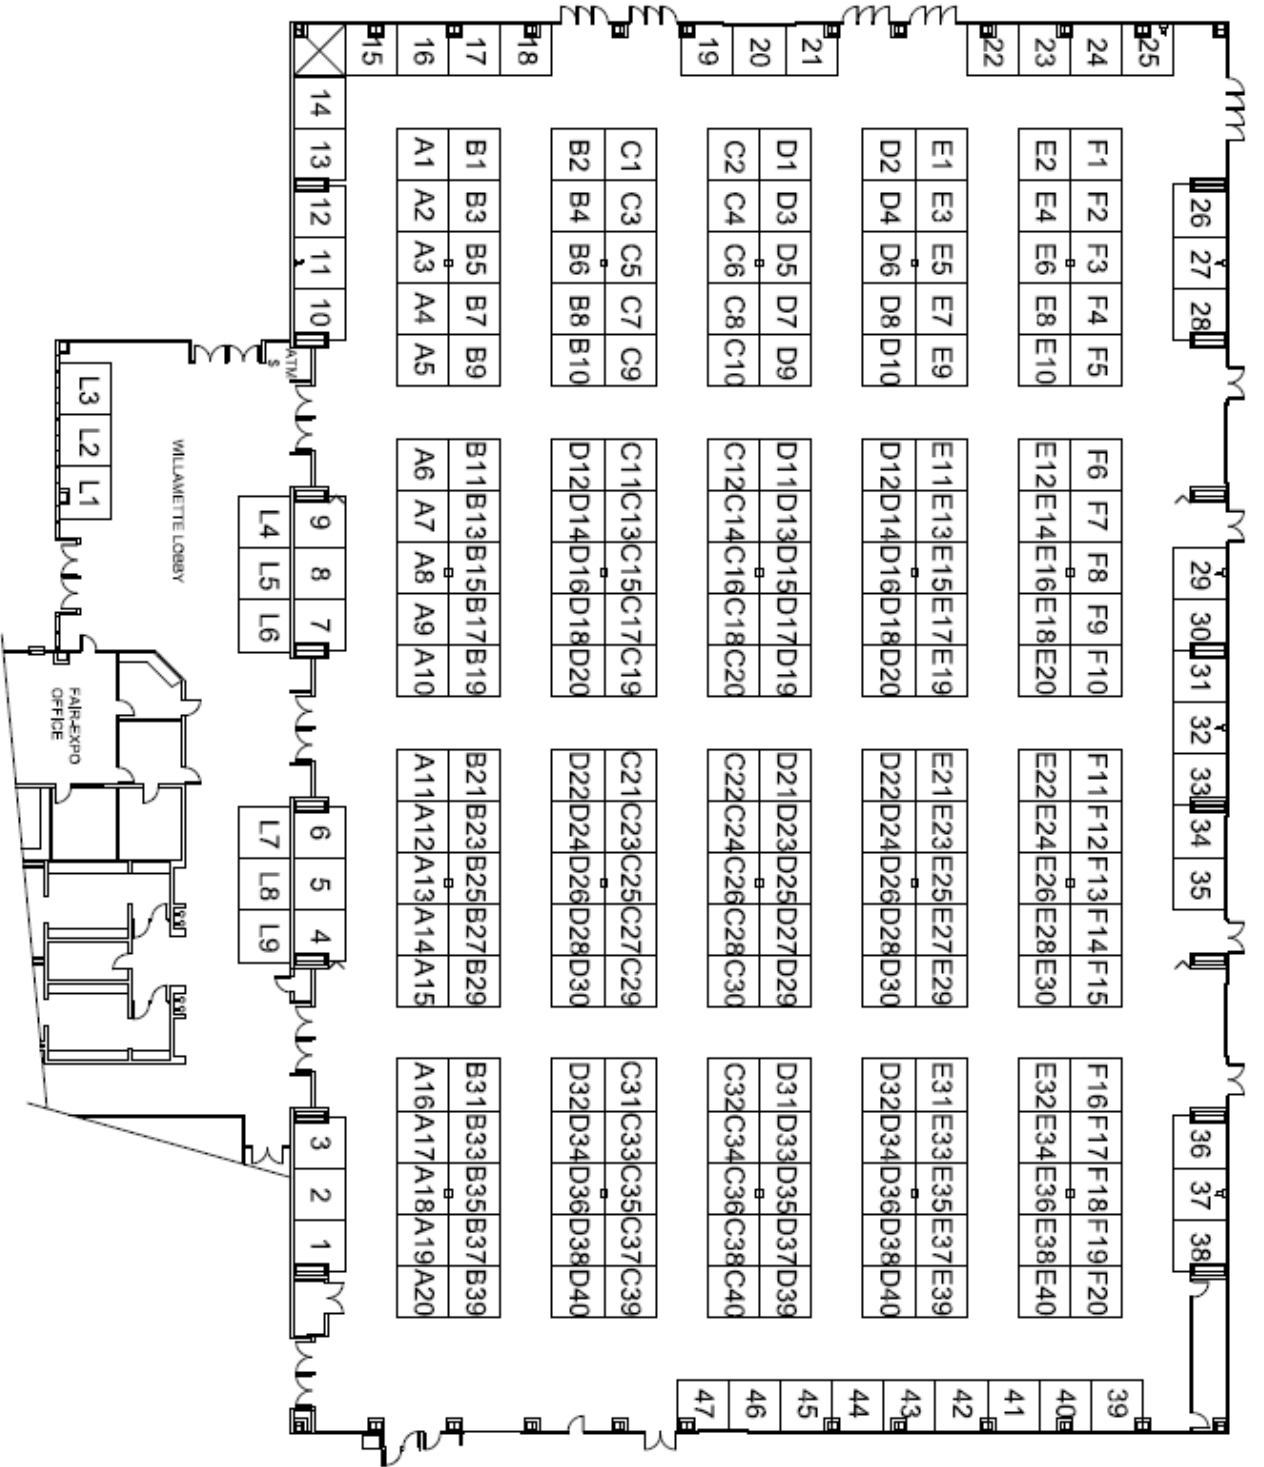 15 16 17 18 19 20 21 22 23 24 25
14
13 A1 B1 B2 C1 C2 D1 D2 E1 E2 F1
12 A2 B3 B4 C3 C4 D3 D4 E3 E4 F2 26
11 A3 B5 B6 C5 C6 D5 D6 E5 E6 F3 27
10 A4 B7 B8 C7 C8 D7 D8 E7 E8 F4 28
ATM
$
A5 B9 B10 C9 C10 D9 D10 E9 E10 F5
L3
L2
L1
WILLAMETTE LOBBY
A6 B11 D12 C11 C12 D11 D12 E11 E12 F6
L4 9 A7 B13 D14 C13 C14 D13 D14 E13 E14 F7
L5 8 A8 B15 D16 C15 C16 D15 D16 E15 E16 F8 29
L6 7 A9 B17 D18 C17 C18 D17 D18 E17 E18 F9 30
A10 B19 D20 C19 C20 D19 D20 E19 E20 F10 31
FAIR-EXPO
OFFICE
32
A11 B21 D22 C21 C22 D21 D22 E21 E22 F11 33
L7 6 A12 B23 D24 C23 C24 D23 D24 E23 E24 F12 34
L8 5 A13 B25 D26 C25 C26 D25 D26 E25 E26 F13 35
L9 4 A14 B27 D28 C27 C28 D27 D28 E27 E28 F14
A15 B29 D30 C29 C30 D29 D30 E29 E30 F15
A16 B31 D32 C31 C32 D31 D32 E31 E32 F16
3 A17 B33 D34 C33 C34 D33 D34 E33 E34 F17 36
2 A18 B35 D36 C35 C36 D35 D36 E35 E36 F18 37
1 A19 B37 D38 C37 C38 D37 D38 E37 E38 F19 38
A20 B39 D40 C39 C40 D39 D40 E39 E40 F20
47 46 45 44 43 42 41 40 39